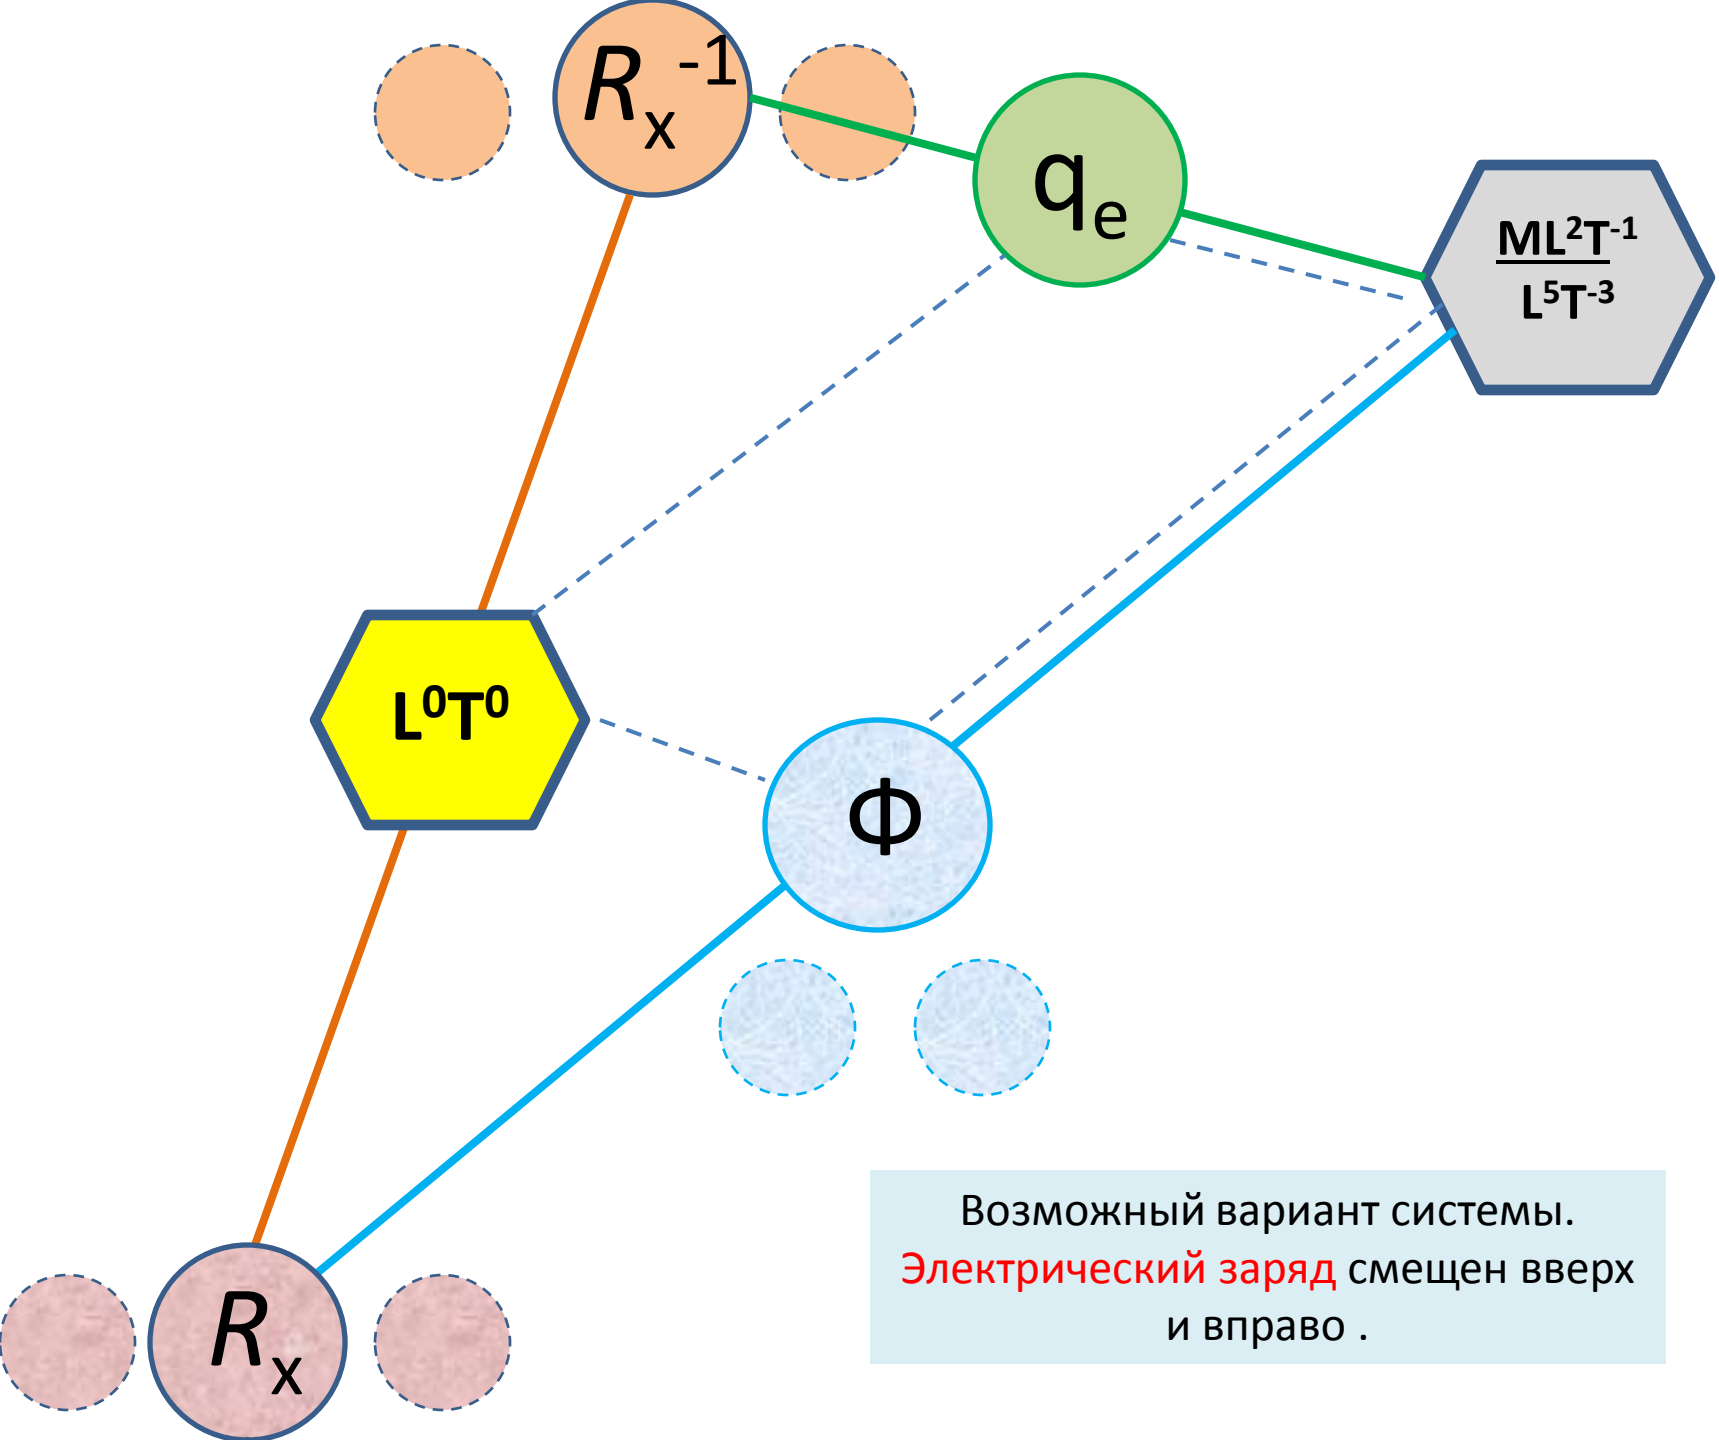 Rₓ⁻¹
qₑ
ML²T⁻¹
L⁵T⁻³
L⁰T⁰
Φ
Rₓ
Возможный вариант системы.
Электрический заряд смещен вверх
и вправо .